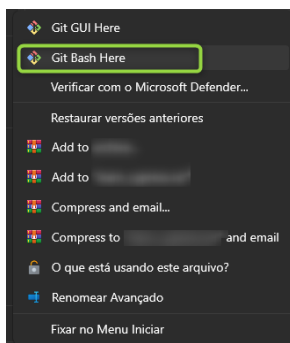 Git GUI Here
Git Bash Here
Verificar com o Microsoft Defender...
Restaurar versões anteriores
Add to
Add to
Compress and email...
Compress to and email
O que está usando este arquivo?
Renomear Avançado
Fixar no Menu Iniciar